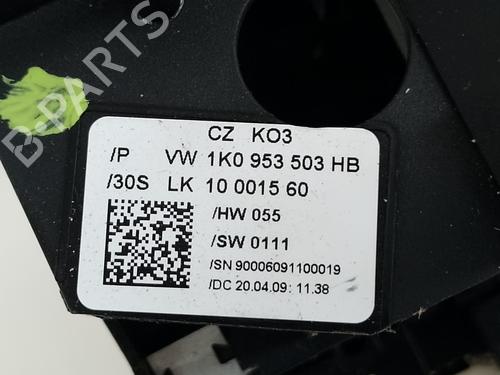 CZ KO3
/P VW 1K0 953 503 HB
/30S LK 10 0015 60
/HW 055
/SW 0111
/SN 90006091100019
/DC 20.04.09: 11.38
B-PARTS